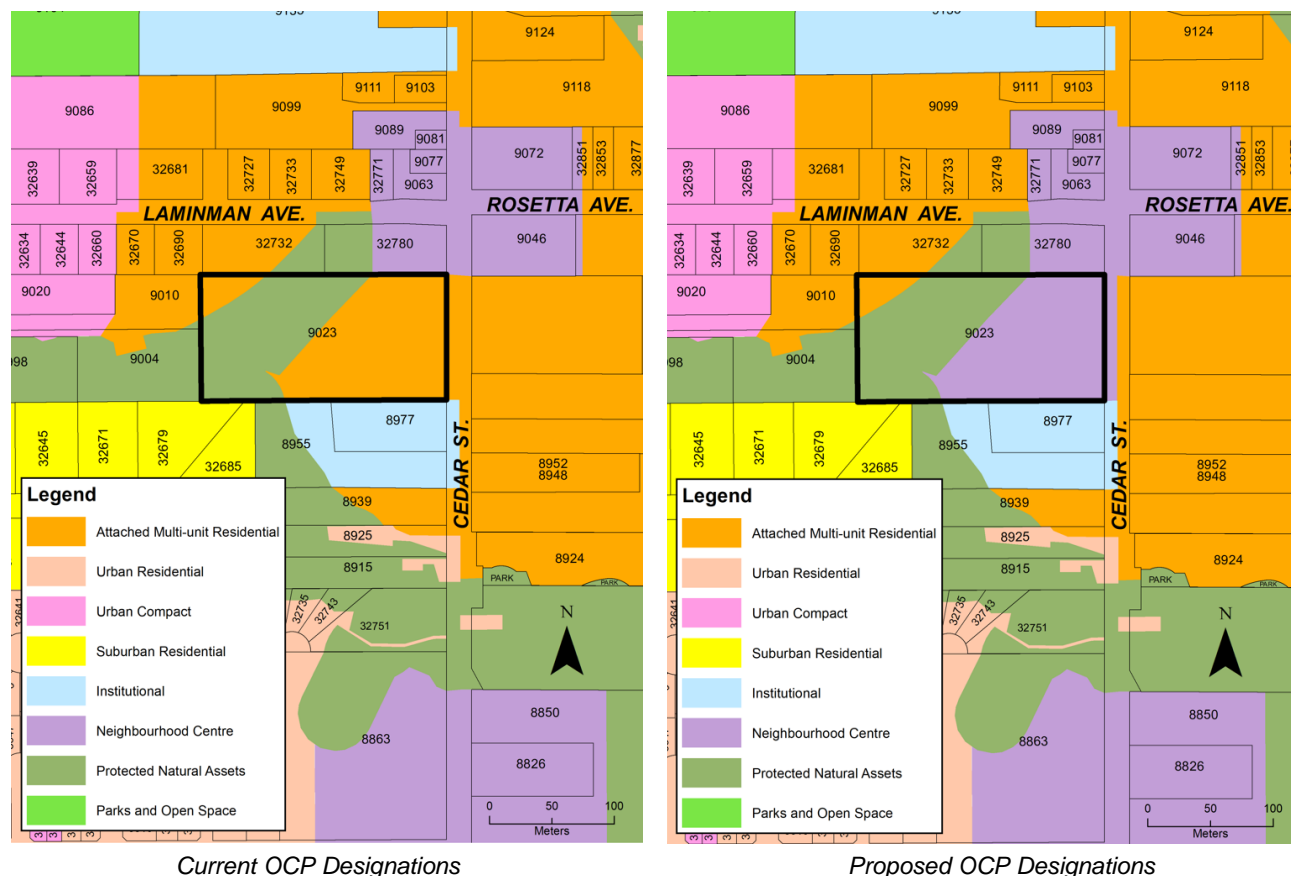 9124
9086
9099
9111
9103
9118
9089
9081
32639
32659
32681
32727
32733
32749
32771
9077
9063
9072
32851
32853
32877
LAMINMAN AVE.
ROSETTA AVE.
32634
32644
32660
32670
32690
32732
32780
9046
9020
9010
9023
9004
98
32645
32671
32679
32685
8955
8977
CEDAR ST.
8952
8948
8939
8925
8924
8915
PARK
PARK
32641
32735
32743
32751
N
8863
8850
8826
Legend
Attached Multi-unit Residential
Urban Residential
Urban Compact
Suburban Residential
Institutional
Neighbourhood Centre
Protected Natural Assets
Parks and Open Space
0 50 100
Meters
Current OCP Designations
9124
9086
9099
9111
9103
9118
9089
9081
32639
32659
32681
32727
32733
32749
32771
9077
9063
9072
32851
32853
LAMINMAN AVE.
ROSETTA AVE.
32634
32644
32660
32670
32690
32732
32780
9046
9020
9010
9023
9004
98
32645
32671
32679
32685
8955
8977
CEDAR ST.
8952
8948
8939
8925
8924
8915
PARK
PARK
32735
32743
32751
N
8863
8850
8826
Legend
Attached Multi-unit Residential
Urban Residential
Urban Compact
Suburban Residential
Institutional
Neighbourhood Centre
Protected Natural Assets
Parks and Open Space
0 50 100
Meters
Proposed OCP Designations